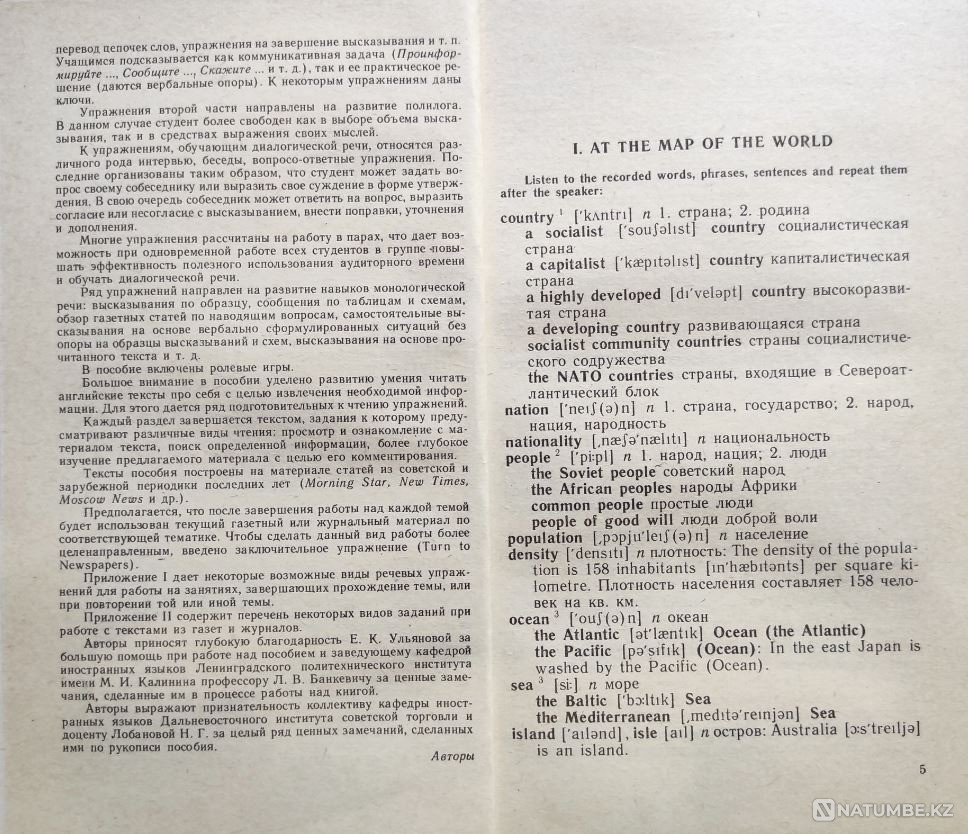 перевод цепочек слов, упражнения на завершение высказывания и т. п.
Учащимся подсказывается как коммуникативная задача (Проинфор-
мируйте ..., Сообщите ..., Скажите ... и т. д.), так и ее практическое ре-
шение (даются вербальные опоры). К некоторым упражнениям даны
ключи.
Упражнения второй части направлены на развитие полилога.
В данном случае студент более свободен как в выборе объема выска-
зывания, так и в средствах выражения своих мыслей.
К упражнениям, обучающим диалогической речи, относятся раз-
личного рода интервью, беседы, вопросо-ответные упражнения. По-
следние организованы таким образом, что студент может задать во-
прос своему собеседнику или выразить свое суждение в форме утверж-
дения. В свою очередь собеседник может ответить на вопрос, выразить
согласие или несогласие с высказыванием, внести поправки, уточнения
и дополнения.
Многие упражнения рассчитаны на работу в парах, что дает воз-
можность при одновременной работе всех студентов в группе повы-
шать эффективность полезного использования аудиторного времени
и обучать диалогической речи.
Ряд упражнений направлен на развитие навыков монологической
речи: высказывания по образцу, сообщения по таблицам и схемам,
обзор газетных статей по наводящим вопросам, самостоятельные вы-
сказывания на основе вербально сформулированных ситуаций без
опоры на образцы высказываний и схем, высказывания на основе про-
читанного текста и т. д.
В пособие включены ролевые игры.
Большое внимание в пособии уделено развитию умения читать
английские тексты про себя с целью извлечения необходимой инфор-
мации. Для этого дается ряд подготовительных к чтению упражнений.
Каждый раздел завершается текстом, задания к которому преду-
сматривают различные виды чтения: просмотр и ознакомление с ма-
териалом текста, поиск определенной информации, более глубокое
изучение предлагаемого материала с целью его комментирования.
Тексты пособия построены на материале статей из советской и
зарубежной периодики последних лет (Morning Star, New Times,
Moscow News и др.).
Предполагается, что после завершения работы над каждой темой
будет использован текущий газетный или журнальный материал по
соответствующей тематике. Чтобы сделать данный вид работы более
целенаправленным, введено заключительное упражнение (Turn to
Newspapers).
Приложение I дает некоторые возможные виды речевых упраж-
нений для работы на занятиях, завершающих прохождение темы, или
при повторении той или иной темы.
Приложение II содержит перечень некоторых видов заданий при
работе с текстами из газет и журналов.
Авторы приносят глубокую благодарность Е. К. Ульяновой за
большую помощь при работе над пособием и заведующему кафедрой
иностранных языков Ленинградского политехнического института
имени М. И. Калинина профессору Л. В. Банкевичу за ценные заме-
чания, сделанные им в процессе работы над книгой.
Авторы выражают признательность коллективу кафедры иност-
ранных языков Дальневосточного института советской торговли и
доценту Лобановой Н. Г. за целый ряд ценных замечаний, сделанных
ими по рукописи пособия.
Авторы
I. AT THE MAP OF THE WORLD
Listen to the recorded words, phrases, sentences and repeat them
after the speaker:
country ¹ ['kʌntrɪ] n 1. страна; 2. родина
a socialist ['souʃəlɪst] country социалистическая
страна
a capitalist ['kæpɪtəlɪst] country капиталистическая
страна
a highly developed [dɪ'veləpt] country высокоразви-
тая страна
a developing country развивающаяся страна
socialist community countries страны социалистиче-
ского содружества
the NATO countries страны, входящие в Североат-
лантический блок
nation ['neɪʃ(ə)n] n 1. страна, государство; 2. народ,
нация, народность
nationality [ˌnæʃə'nælɪtɪ] n национальность
people ² ['pi:pl] n 1. народ, нация; 2. люди
the Soviet people советский народ
the African peoples народы Африки
common people простые люди
people of good will люди доброй воли
population [ˌpɔpju'leɪʃ(ə)n] n население
density ['densɪtɪ] n плотность: The density of the popula-
tion is 158 inhabitants [ɪn'hæbɪtənts] per square ki-
lometre. Плотность населения составляет 158 чело-
век на кв. км.
ocean ³ ['ouʃ(ə)n] n океан
the Atlantic [ət'læntɪk] Ocean (the Atlantic)
the Pacific [pə'sɪfɪk] (Ocean): In the east Japan is
washed by the Pacific (Ocean).
sea ³ [si:] n море
the Baltic ['bɔ:ltɪk] Sea
the Mediterranean [ˌmedɪtə'reɪnjən] Sea
island ['aɪlənd], isle [aɪl] n остров: Australia [ɔ:s'treɪljə]
is an island.
5
NATUMBE.KZ